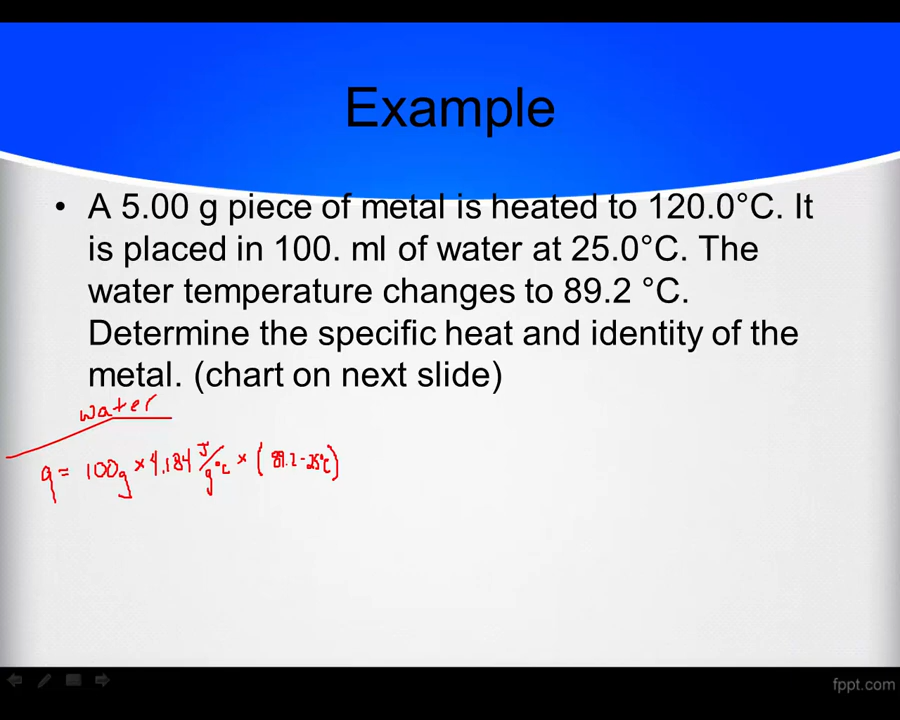 Example
• A 5.00 g piece of metal is heated to 120.0°C. It
is placed in 100. ml of water at 25.0°C. The
water temperature changes to 89.2 °C.
Determine the specific heat and identity of the
metal. (chart on next slide)
water
q = 100g × 4.184 J/g°C × (89.2-25°C)
fppt.com